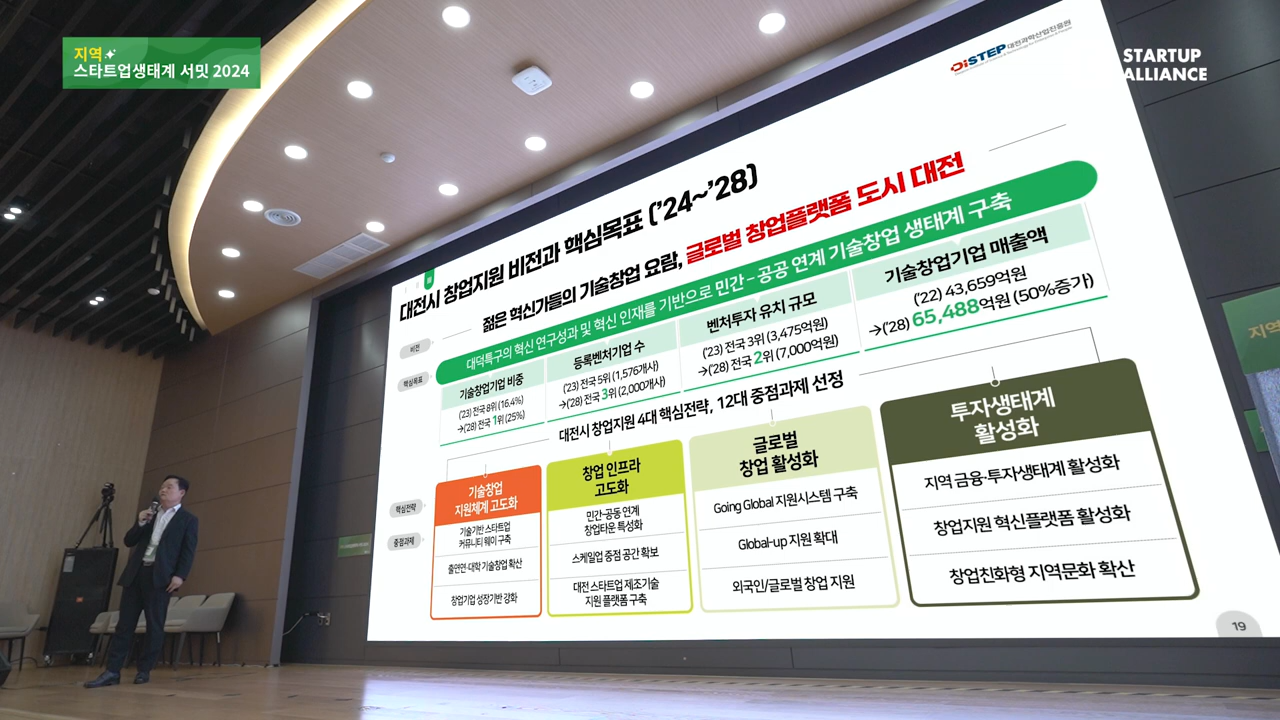 지역
스타트업생태계 서밋 2024
STARTUP
ALLIANCE
DISTEP 대전과학산업진흥원
대전시 창업지원 비전과 핵심목표 ('24~'28)
비전
젊은 혁신가들의 기술창업 요람, 글로벌 창업플랫폼 도시 대전
대덕특구의 혁신 연구성과 및 혁신 인재를 기반으로 민간 – 공공 연계 기술창업 생태계 구축
핵심목표
기술창업기업 비중
('23) 전국 8위 (16.4%)
→('28) 전국 1위 (25%)
등록벤처기업 수
('23) 전국 5위 (1,576개사)
→('28) 전국 3위 (2,000개사)
벤처투자 유치 규모
('23) 전국 3위 (3,475억원)
→('28) 전국 2위 (7,000억원)
기술창업기업 매출액
('22) 43,659억원
→('28) 65,488억원 (50%증가)
대전시 창업지원 4대 핵심전략, 12대 중점과제 선정
핵심전략
중점과제
기술창업
지원체계 고도화
기술기반 스타트업
커뮤니티 웨이 구축
출연연·대학 기술창업 확산
창업기업 성장기반 강화
창업 인프라
고도화
민간-공동 연계
창업타운 특성화
스케일업 중점 공간 확보
대전 스타트업 제조기술
지원 플랫폼 구축
글로벌
창업 활성화
Going Global 지원시스템 구축
Global-up 지원 확대
외국인/글로벌 창업 지원
투자생태계
활성화
지역 금융·투자생태계 활성화
창업지원 혁신플랫폼 활성화
창업친화형 지역문화 확산
19
지역